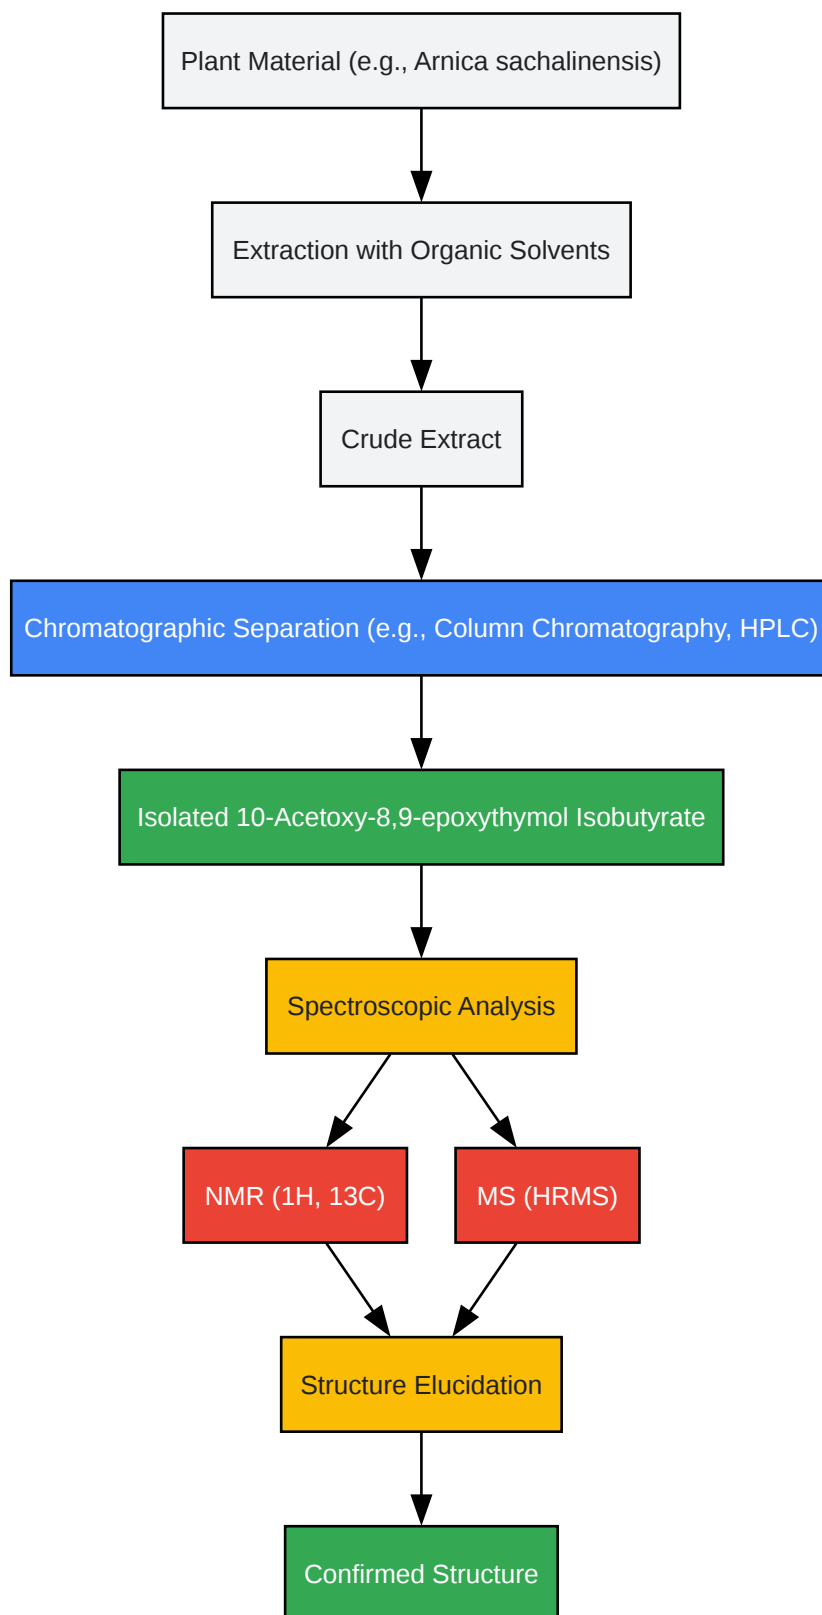 Plant Material (e.g., Arnica sachalinensis)
Extraction with Organic Solvents
Crude Extract
Chromatographic Separation (e.g., Column Chromatography, HPLC)
Isolated 10-Acetoxy-8,9-epoxythymol Isobutyrate
Spectroscopic Analysis
NMR (1H, 13C)
MS (HRMS)
Structure Elucidation
Confirmed Structure